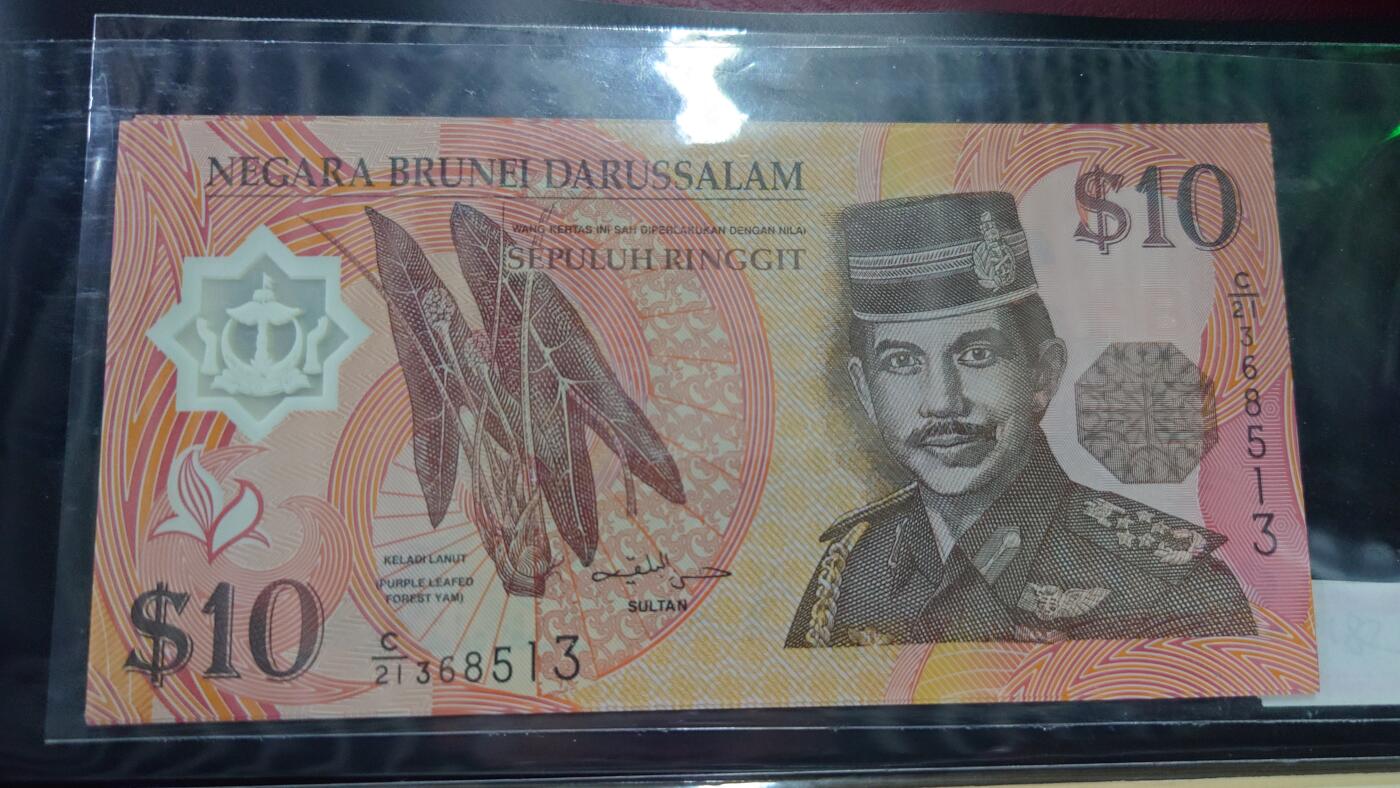 NEGARA BRUNEI DARUSSALAM
WANG KERTAS INI SAH DIPERLAKUKAN DENGAN NILAI
SEPULUH RINGGIT
$10
C/21 368513
KELADI LANUT
(PURPLE LEAFED
FOREST YAM)
SULTAN
$10
C/21 368513